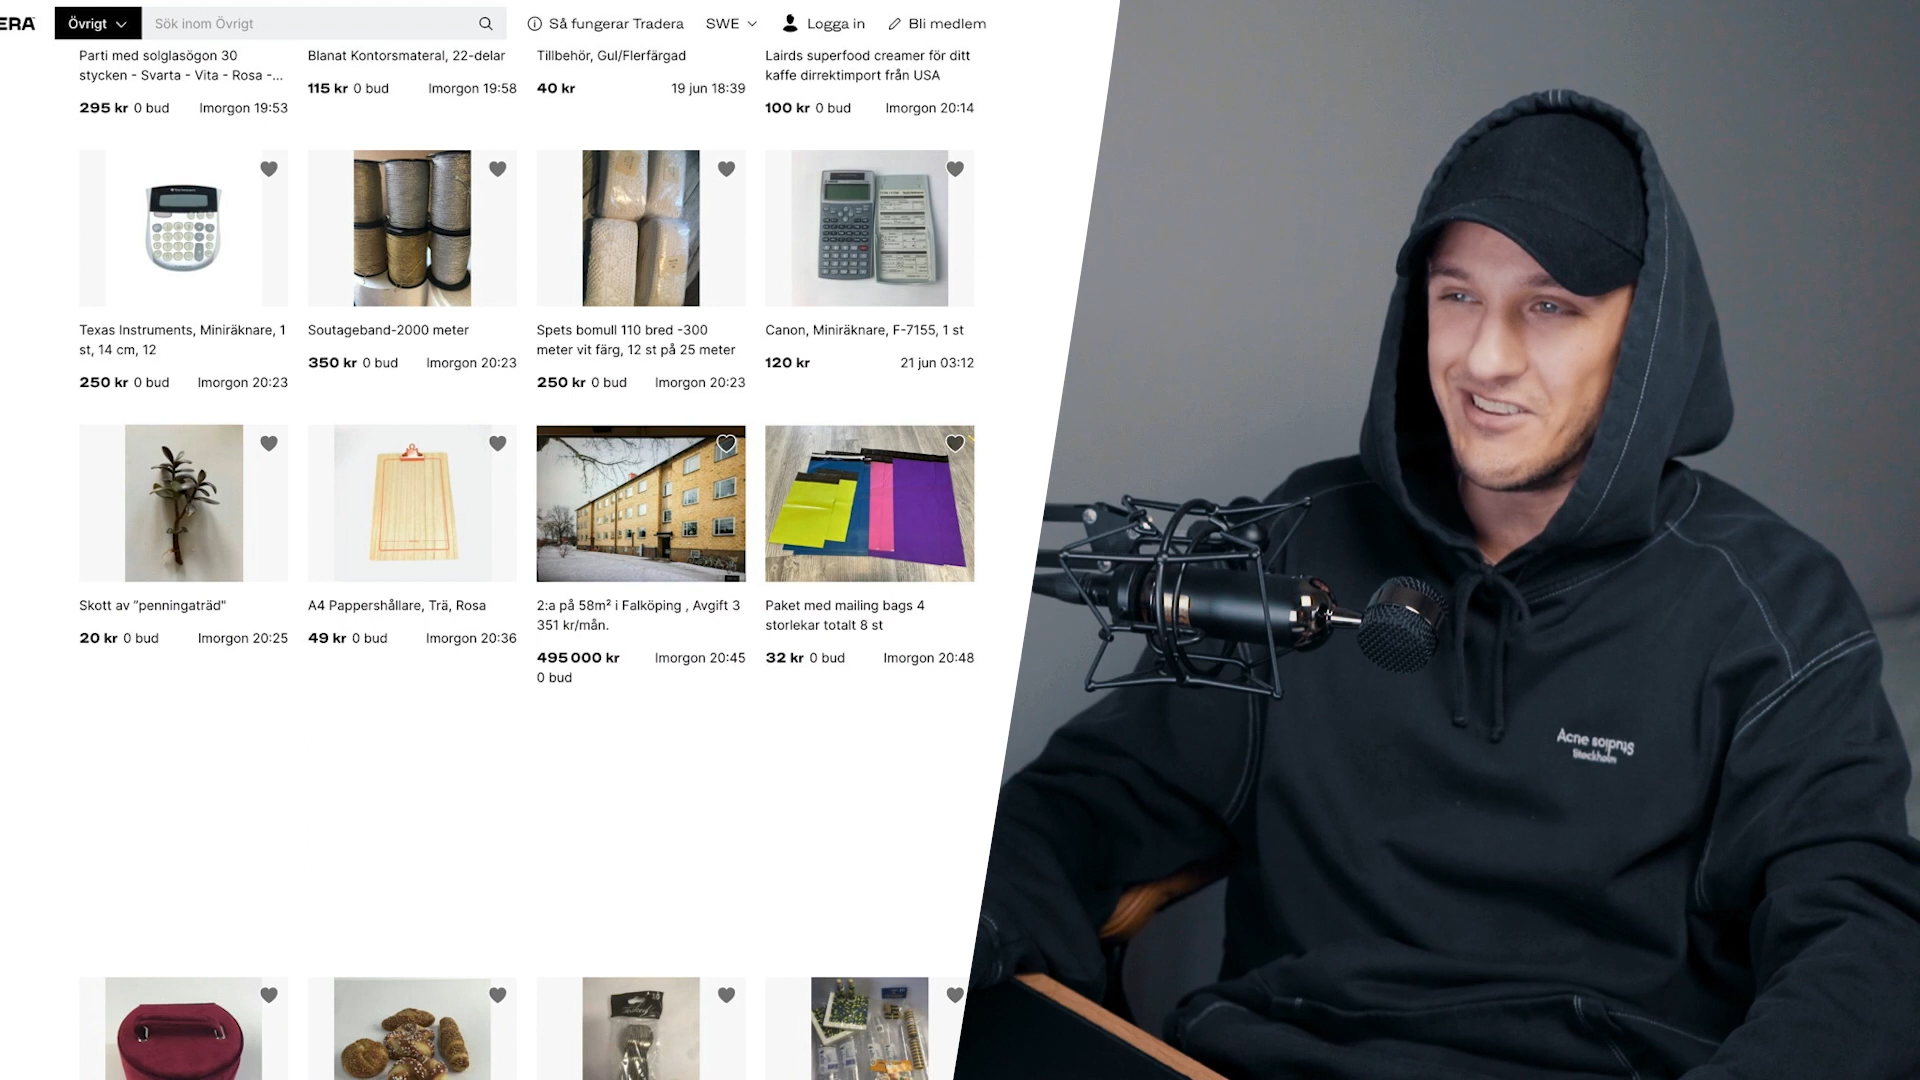 ERA
Övrigt
Sök inom Övrigt
Så fungerar Tradera
SWE
Logga in
Bli medlem
Parti med solglasögon 30
stycken - Svarta - Vita - Rosa -...
295 kr 0 bud Imorgon 19:53
Blanat Kontorsmateral, 22-delar
115 kr 0 bud Imorgon 19:58
Tillbehör, Gul/Flerfärgad
40 kr 19 jun 18:39
Lairds superfood creamer för ditt
kaffe dirrektimport från USA
100 kr 0 bud Imorgon 20:14
Texas Instruments, Miniräknare, 1
st, 14 cm, 12
250 kr 0 bud Imorgon 20:23
Soutageband-2000 meter
350 kr 0 bud Imorgon 20:23
Spets bomull 110 bred -300
meter vit färg, 12 st på 25 meter
250 kr 0 bud Imorgon 20:23
Canon, Miniräknare, F-715S, 1 st
120 kr 21 jun 03:12
Skott av "penningaträd"
20 kr 0 bud Imorgon 20:25
A4 Pappershållare, Trä, Rosa
49 kr 0 bud Imorgon 20:36
2:a på 58m² i Falköping , Avgift 3
351 kr/mån.
495 000 kr Imorgon 20:45
0 bud
Paket med mailing bags 4
storlekar totalt 8 st
32 kr 0 bud Imorgon 20:48
Acne Studios
Stockholm